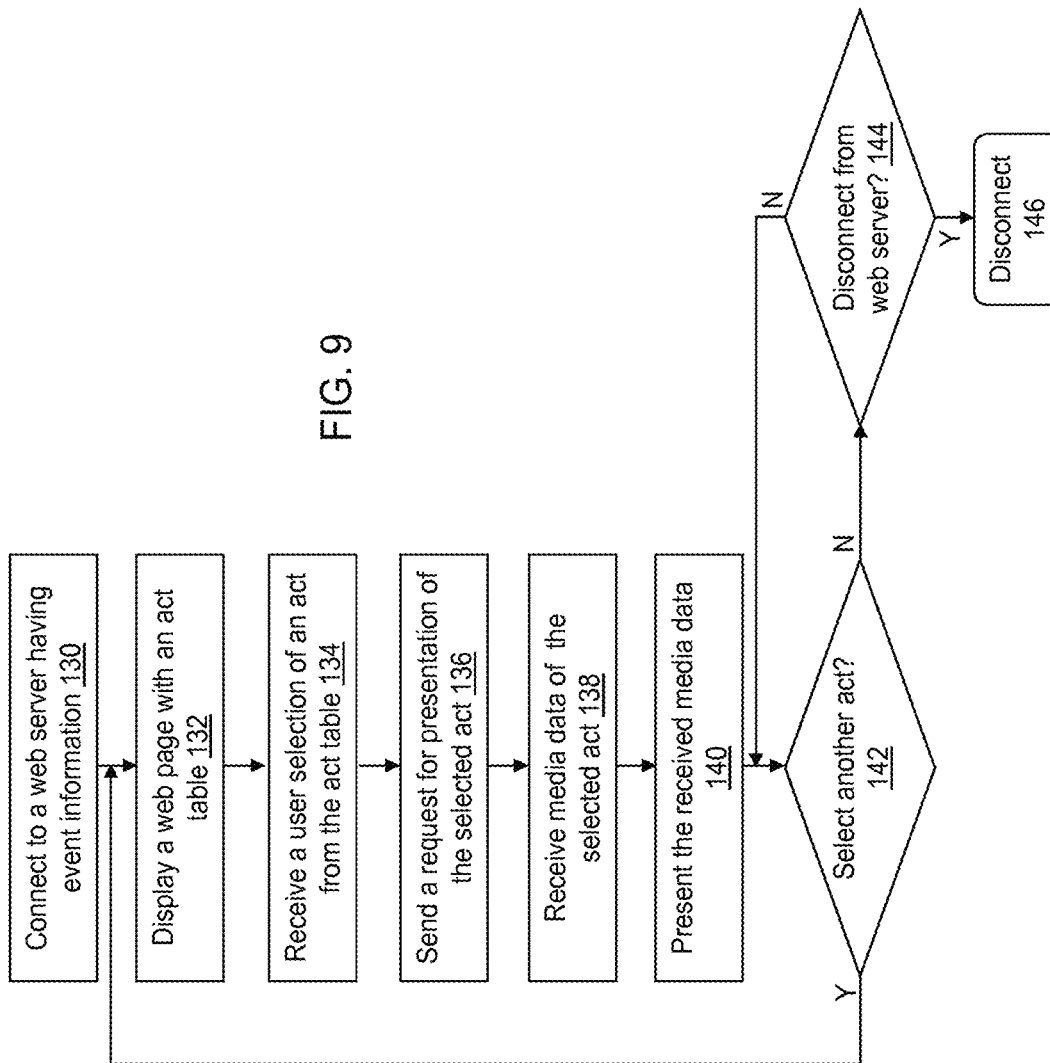 Connect to a web server having
event information 130
Display a web page with an act
table 132
Receive a user selection of an act
from the act table 134
Send a request for presentation of
the selected act 136
Receive media data of the
selected act 138
Present the received media data
140
Select another act?
142
Y
N
Disconnect from
web server? 144
N
Y
Disconnect
146
FIG. 9